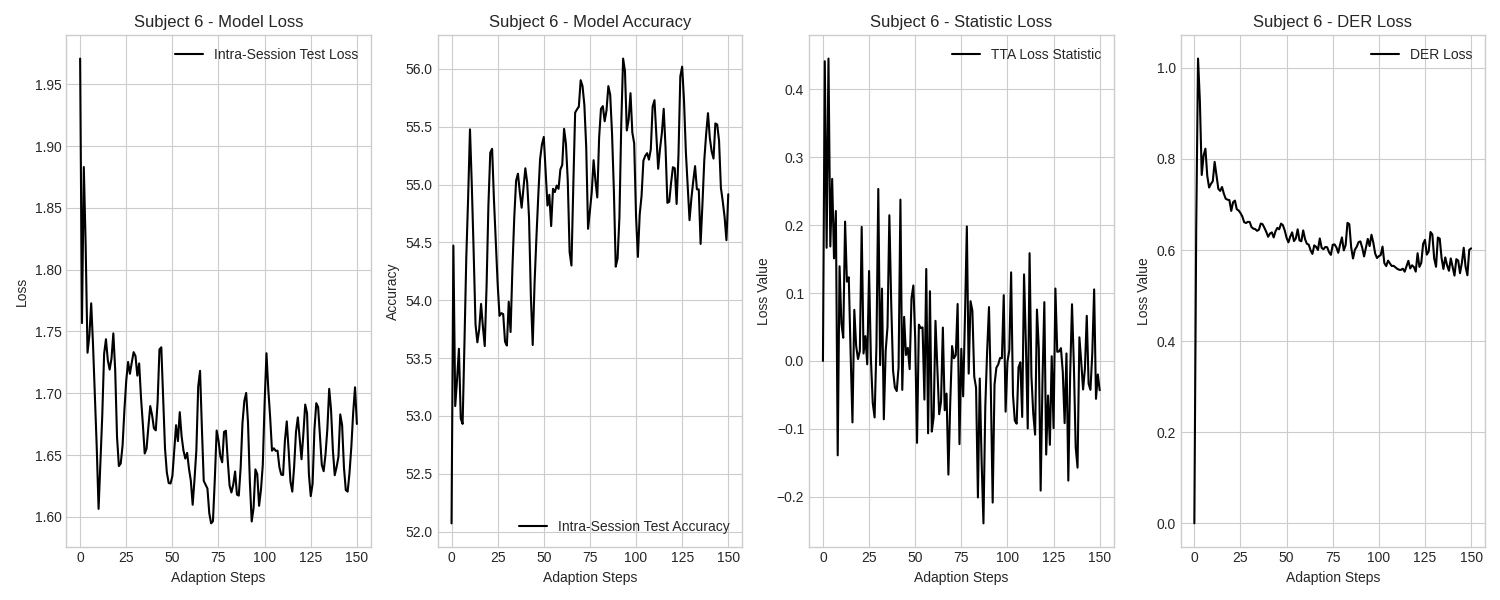 Subject 6 - Model Loss
Intra-Session Test Loss
1.95
1.90
1.85
1.80
1.75
1.70
1.65
1.60
Loss
0 25 50 75 100 125 150
Adaption Steps
Subject 6 - Model Accuracy
56.0
55.5
55.0
54.5
54.0
53.5
53.0
52.5
52.0
Accuracy
Intra-Session Test Accuracy
0 25 50 75 100 125 150
Adaption Steps
Subject 6 - Statistic Loss
TTA Loss Statistic
0.4
0.3
0.2
0.1
0.0
−0.1
−0.2
Loss Value
0 25 50 75 100 125 150
Adaption Steps
Subject 6 - DER Loss
DER Loss
1.0
0.8
0.6
0.4
0.2
0.0
Loss Value
0 25 50 75 100 125 150
Adaption Steps